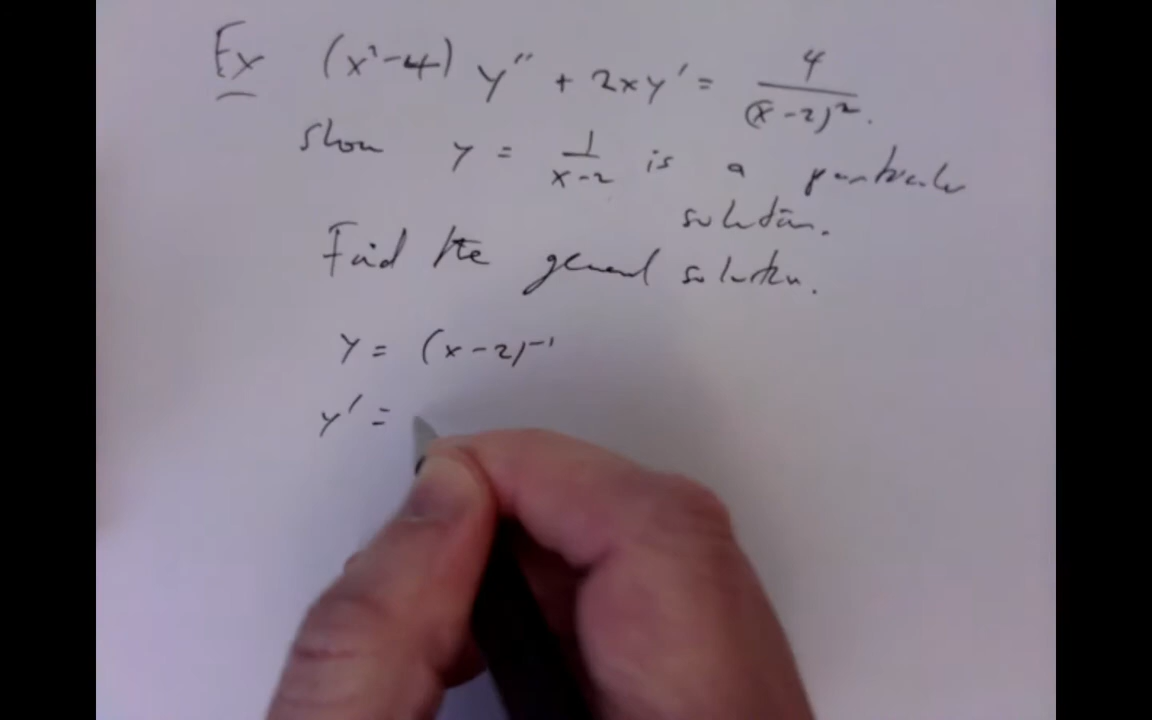 Ex (x²-4) y" + 2xy' = 4/(x-2)².
show y = 1/(x-2) is a particular
solution.
Find the general solution.
y = (x-2)⁻¹
y' =